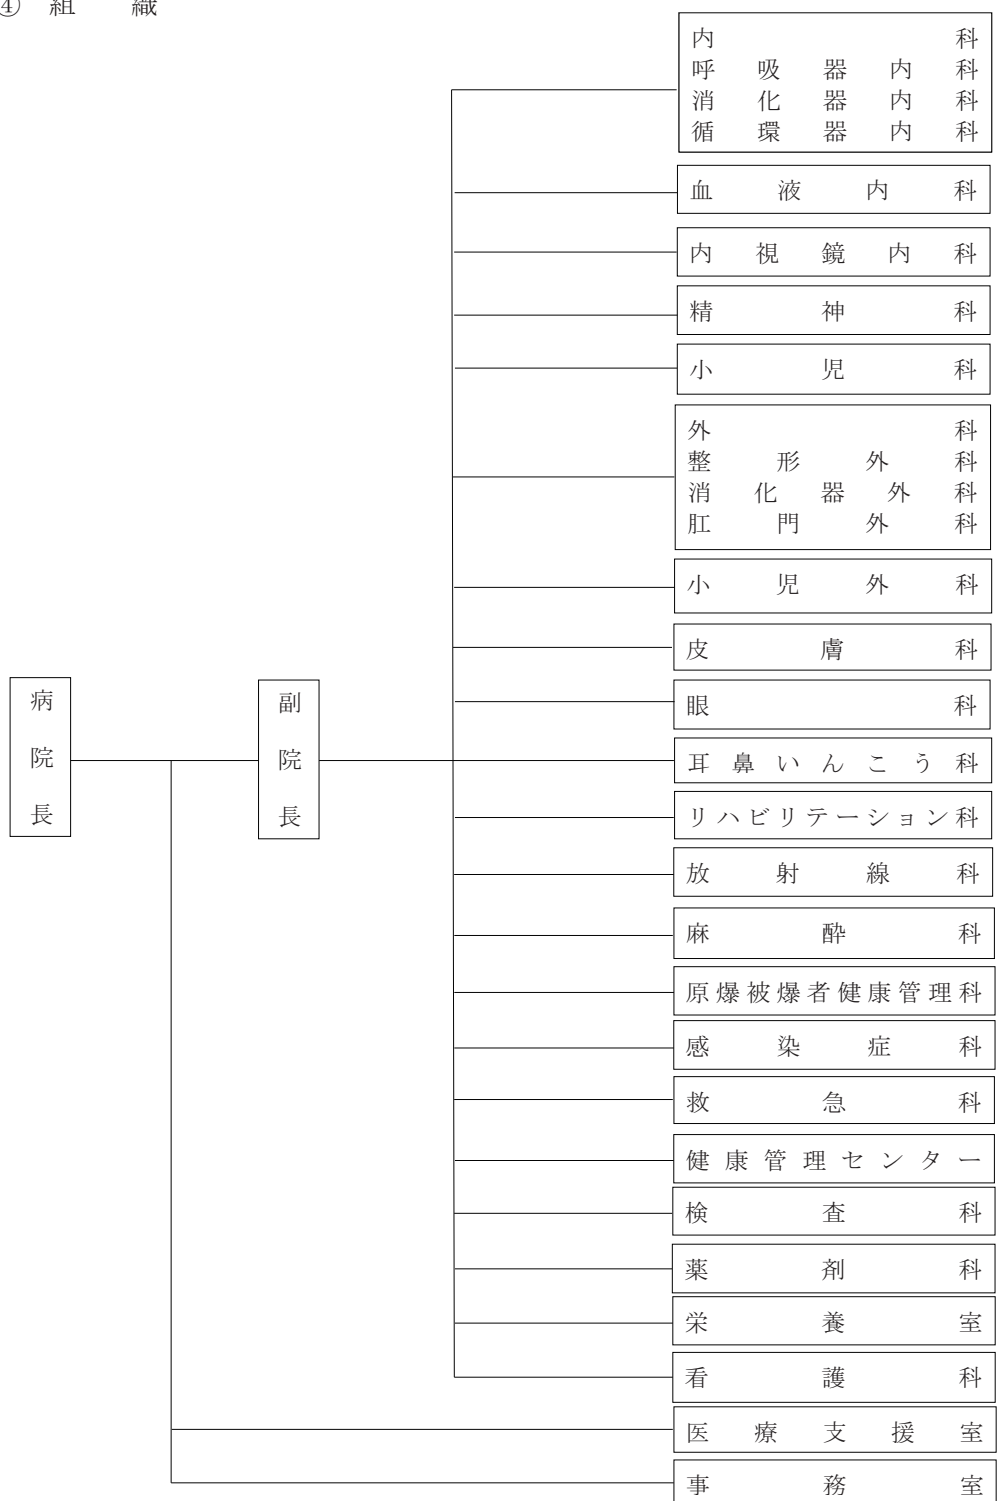 ④ 組織
内科
呼吸器内科
消化器内科
循環器内科
血液内科
内視鏡内科
精神科
小児科
外科
整形外科
消化器外科
肛門外科
小児外科
皮膚科
病院長
副院長
眼科
耳鼻いんこう科
リハビリテーション科
放射線科
麻酔科
原爆被爆者健康管理科
感染症科
救急科
健康管理センター
検査科
薬剤科
栄養室
看護科
医療支援室
事務室